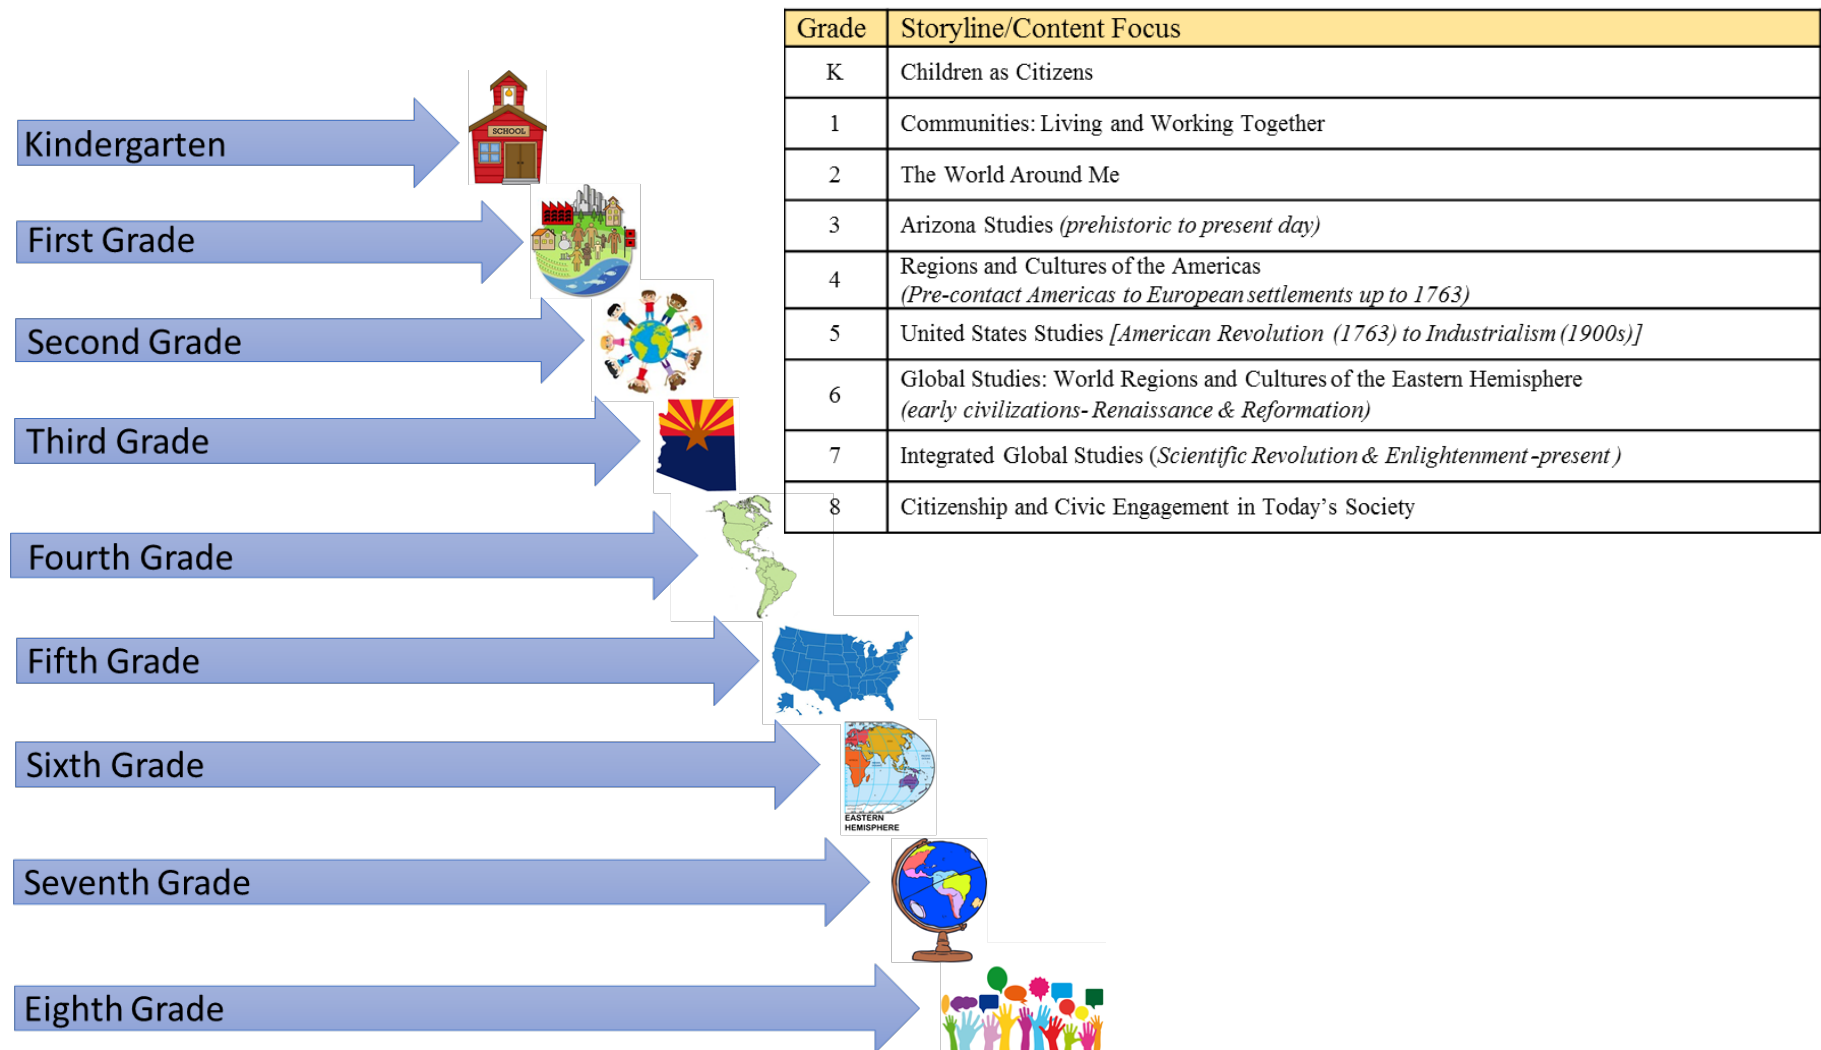 Grade Storyline/Content Focus
K Children as Citizens
1 Communities: Living and Working Together
2 The World Around Me
3 Arizona Studies (prehistoric to present day)
4 Regions and Cultures of the Americas
(Pre-contact Americas to European settlements up to 1763)
5 United States Studies [American Revolution (1763) to Industrialism (1900s)]
6 Global Studies: World Regions and Cultures of the Eastern Hemisphere
(early civilizations- Renaissance & Reformation)
7 Integrated Global Studies (Scientific Revolution & Enlightenment-present)
8 Citizenship and Civic Engagement in Today's Society
Kindergarten
SCHOOL
First Grade
Second Grade
Third Grade
Fourth Grade
Fifth Grade
Sixth Grade
EASTERN
HEMISPHERE
Seventh Grade
Eighth Grade